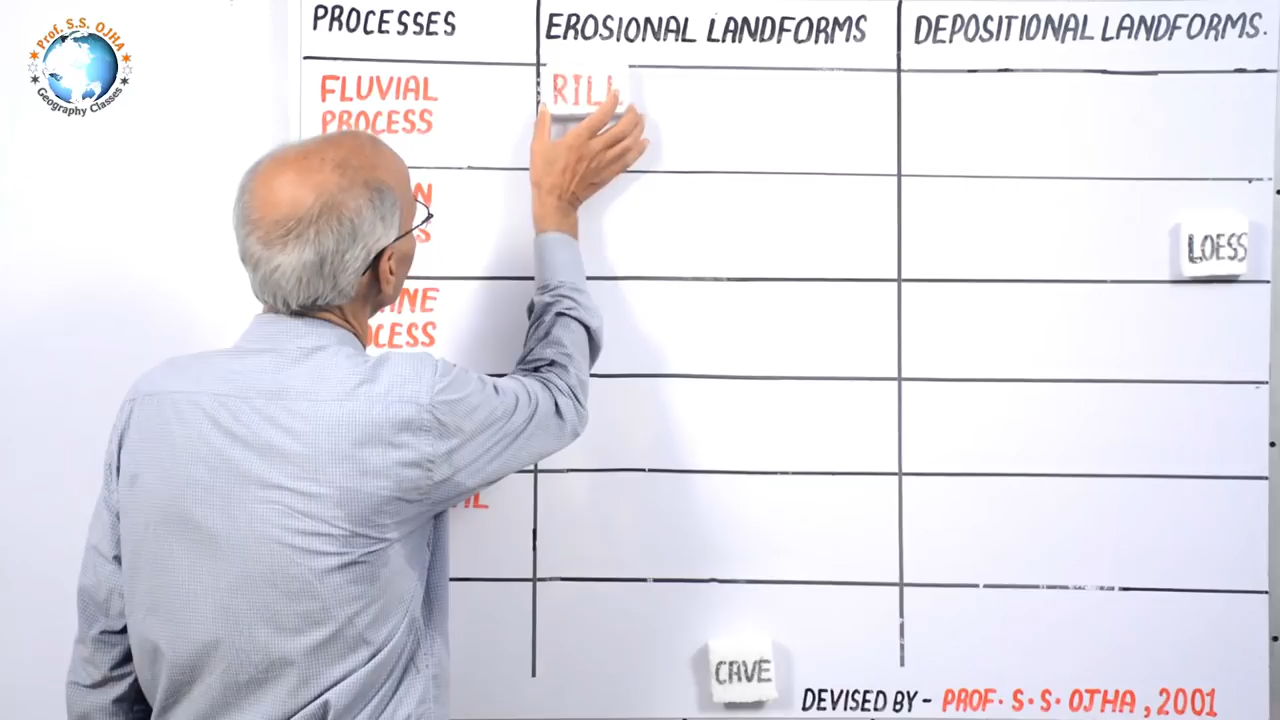 Prof. S.S. OJHA
Geography Classes
PROCESSES
EROSIONAL LANDFORMS
DEPOSITIONAL LANDFORMS.
FLUVIAL
PROCESS
RILL
LOESS
CAVE
DEVISED BY - PROF. S. S. OJHA, 2001